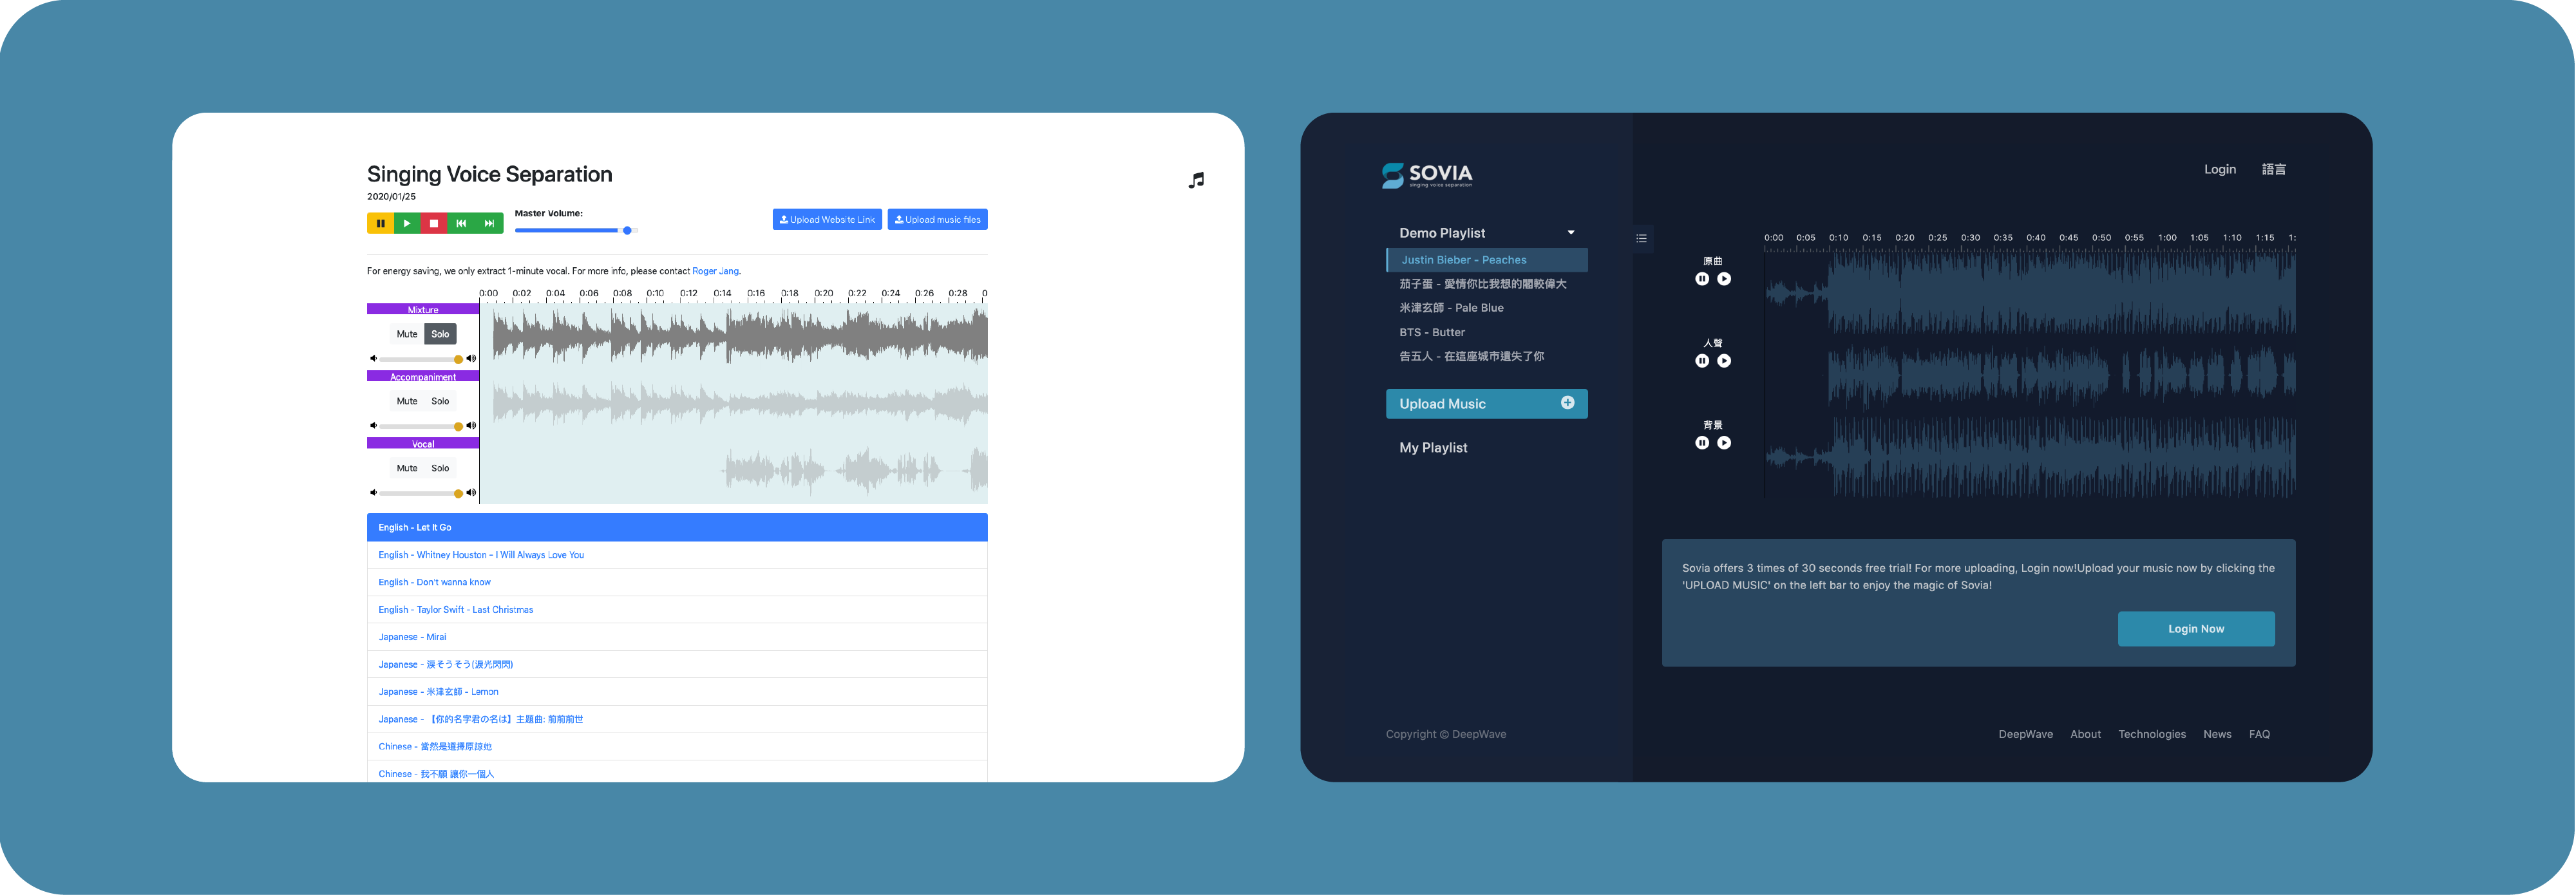 Singing Voice Separation
2020/01/25
Master Volume:
Upload Website Link
Upload music files
For energy saving, we only extract 1-minute vocal. For more info, please contact Roger Jang.
0:00 0:02 0:04 0:06 0:08 0:10 0:12 0:14 0:16 0:18 0:20 0:22 0:24 0:26 0:28 0
Mixture
Mute Solo
Accompaniment
Mute Solo
Vocal
Mute Solo
English - Let It Go
English - Whitney Houston - I Will Always Love You
English - Don't wanna know
English - Taylor Swift - Last Christmas
Japanese - Mirai
Japanese - 淚そうそう(淚光閃閃)
Japanese - 米津玄師 - Lemon
Japanese - 【你的名字君の名は】主題曲: 前前前世
Chinese - 當然是選擇原諒她
Chinese - 我不願 讓你一個人
SOVIA
singing voice separation
Login 語言
Demo Playlist
Justin Bieber - Peaches
茄子蛋 - 愛情你比我想的閣較偉大
米津玄師 - Pale Blue
BTS - Butter
告五人 - 在這座城市遺失了你
Upload Music
My Playlist
Copyright © DeepWave
0:00 0:05 0:10 0:15 0:20 0:25 0:30 0:35 0:40 0:45 0:50 0:55 1:00 1:05 1:10 1:15 1:
原曲
人聲
背景
Sovia offers 3 times of 30 seconds free trial! For more uploading, Login now!Upload your music now by clicking the
'UPLOAD MUSIC' on the left bar to enjoy the magic of Sovia!
Login Now
DeepWave About Technologies News FAQ